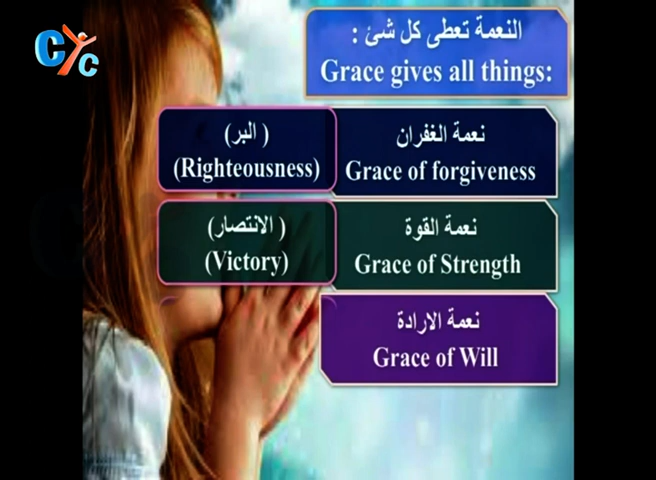 CYC
النعمة تعطى كل شئ :
Grace gives all things:
نعمة الغفران
Grace of forgiveness
( البر)
(Righteousness)
نعمة القوة
Grace of Strength
( الانتصار)
(Victory)
نعمة الارادة
Grace of Will